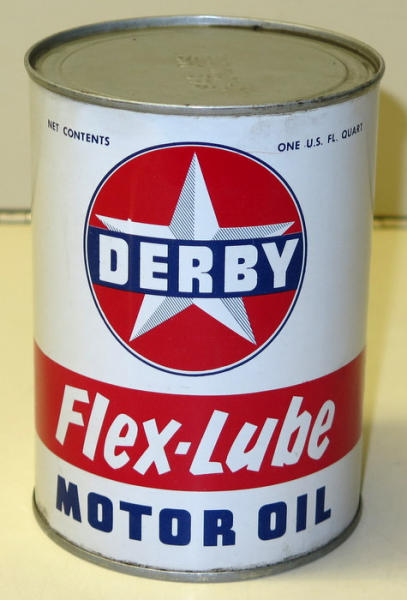 NET CONTENTS
ONE U.S. FL. QUART
DERBY
Flex-Lube
MOTOR OIL